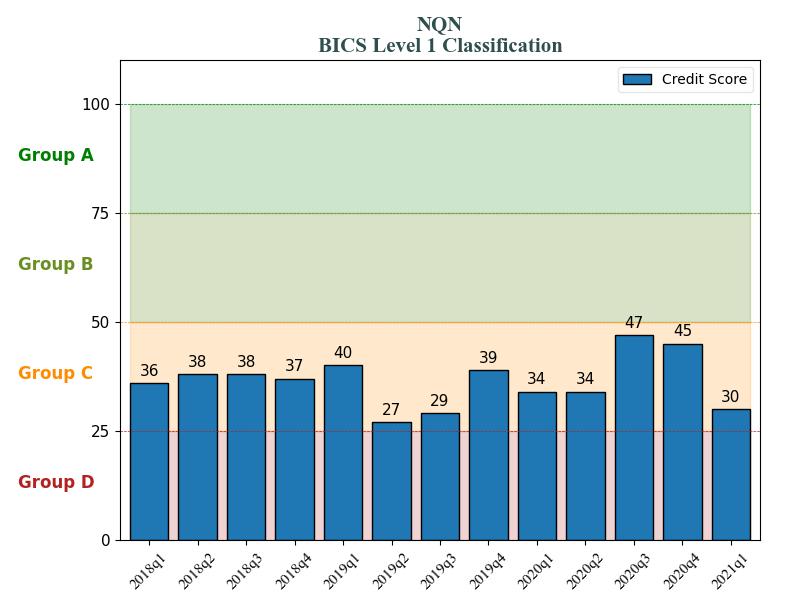 NQN
BICS Level 1 Classification
Credit Score
100
Group A
75
Group B
50
47
45
40
39
38
38
37
36
34
34
30
29
27
Group C
25
Group D
0
2018q1
2018q2
2018q3
2018q4
2019q1
2019q2
2019q3
2019q4
2020q1
2020q2
2020q3
2020q4
2021q1